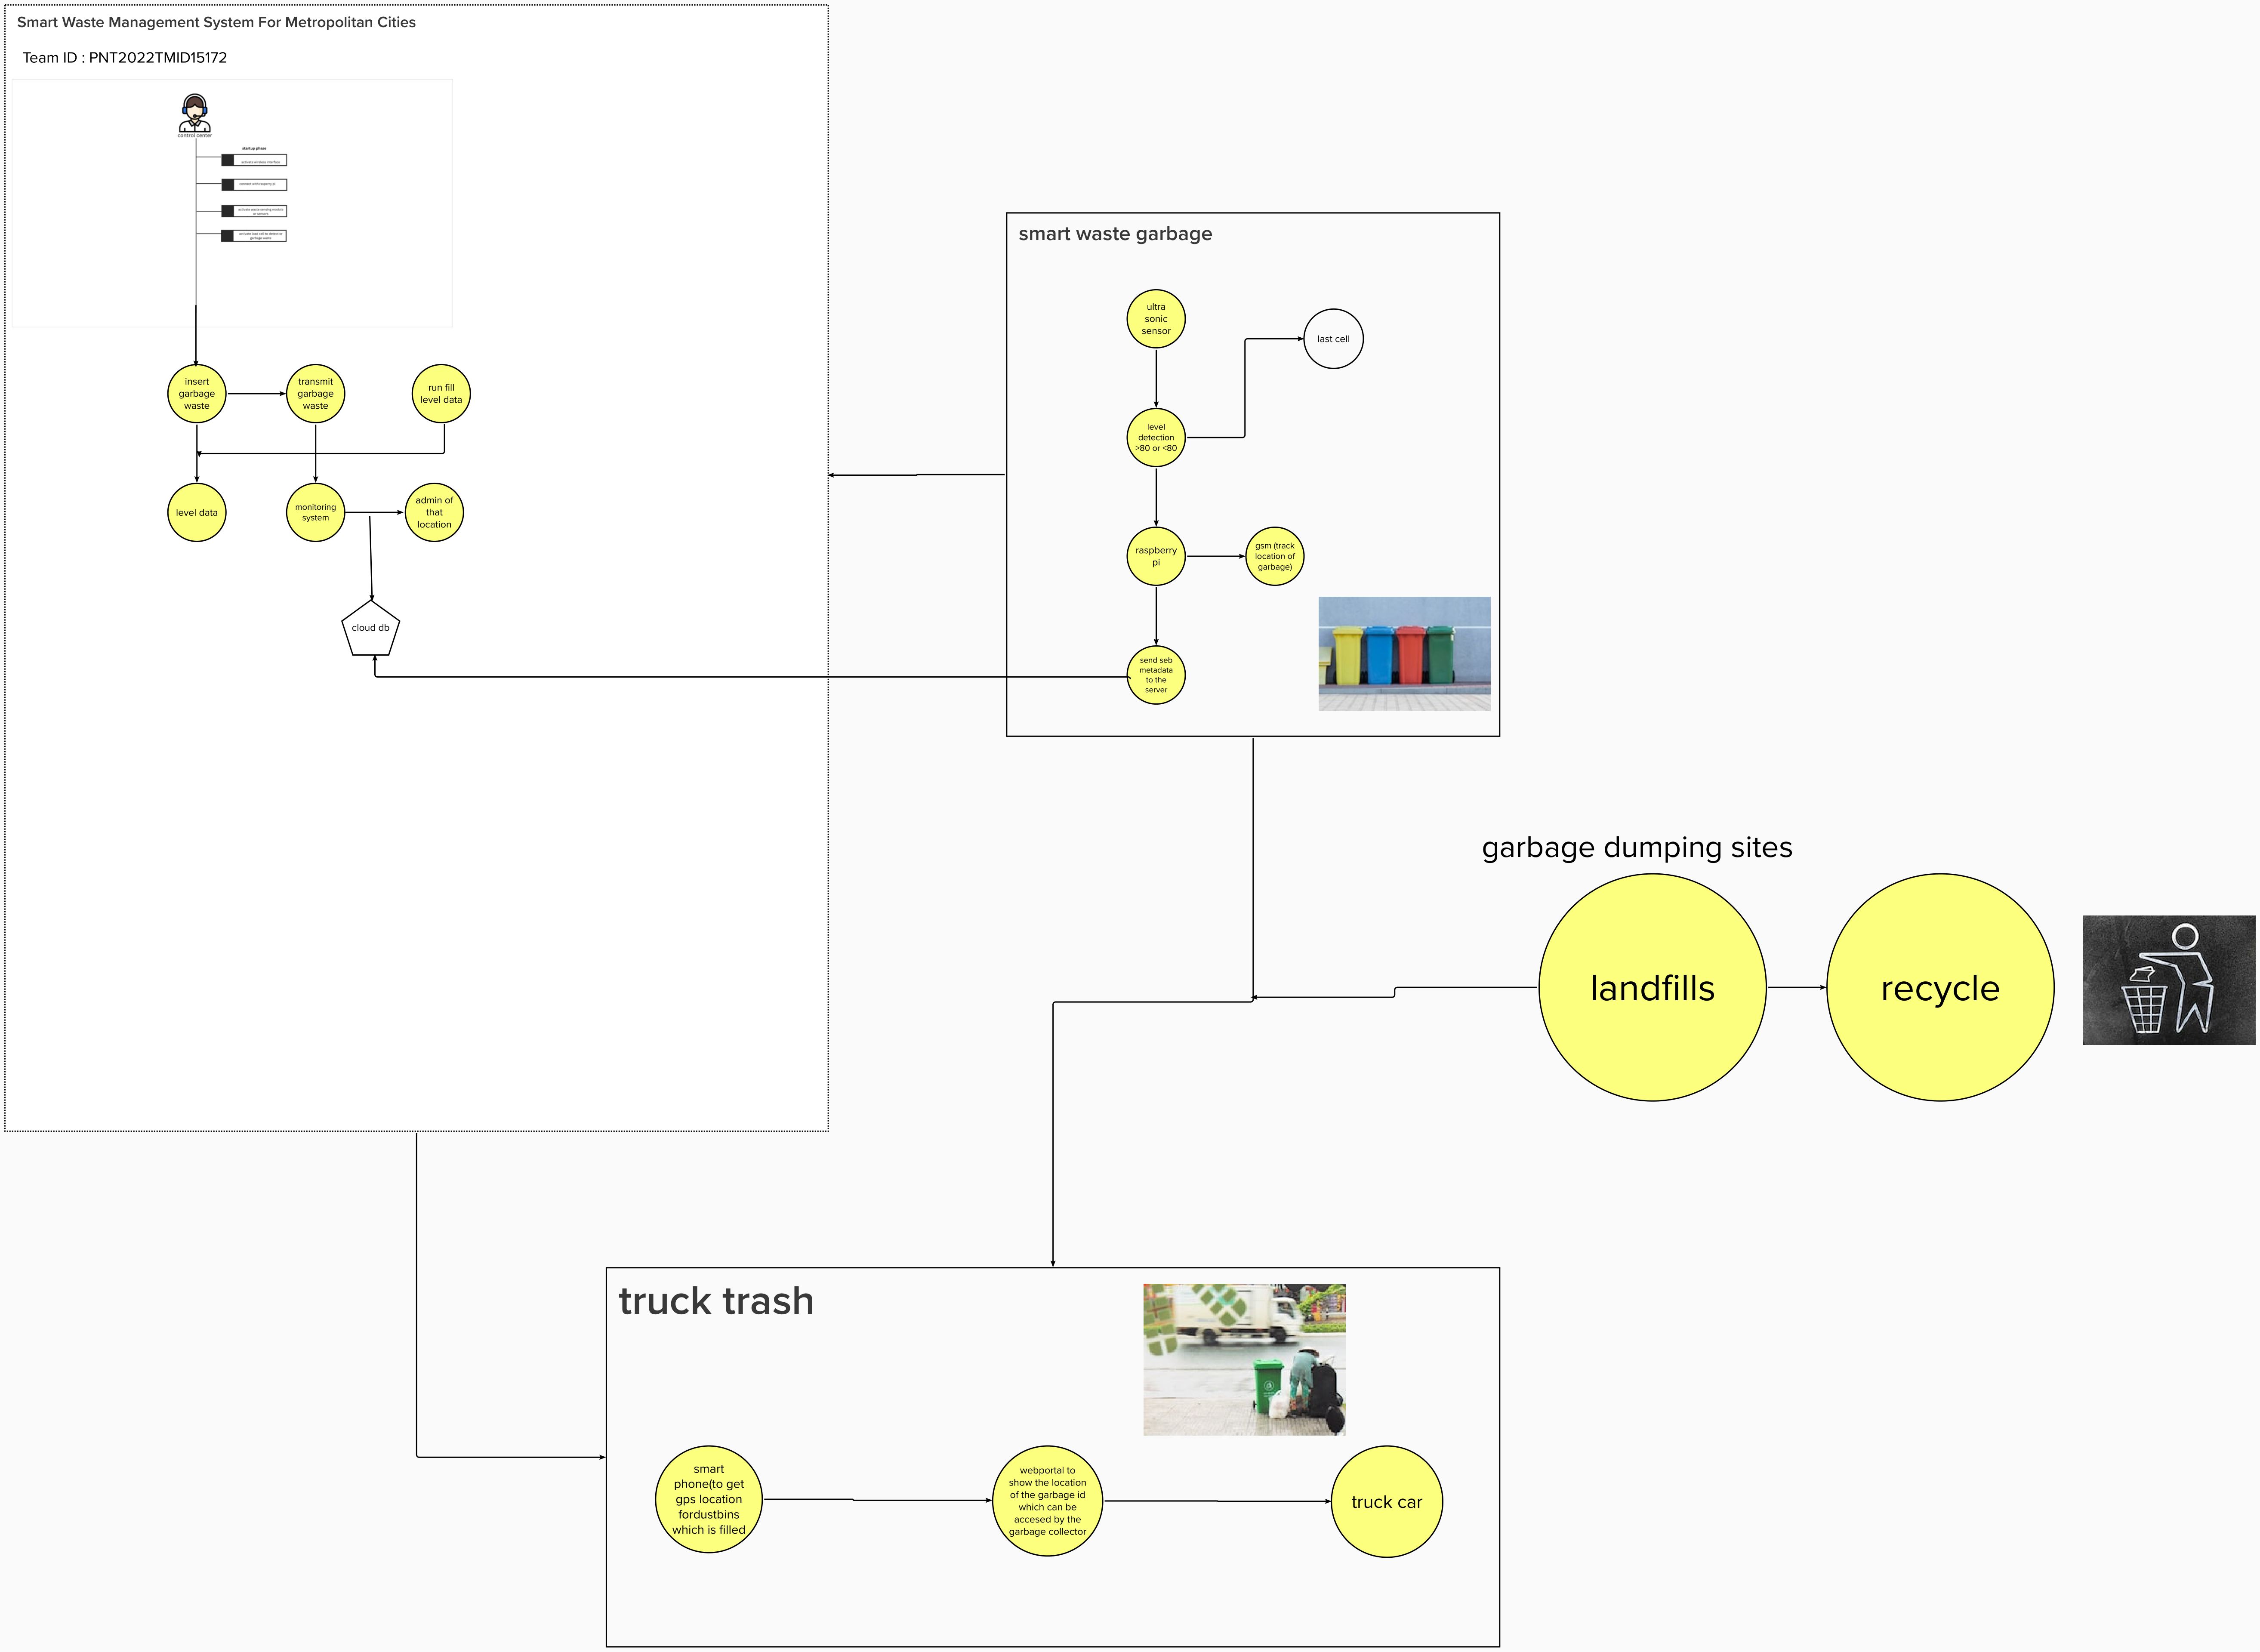 Smart Waste Management System For Metropolitan Cities
Team ID : PNT2022TMID15172
control center
startup phase
activate wireless interface
connect with rasperry pi
activate waste sensing module
or sensors
activate load cell to detect or
garbage waste
insert
garbage
waste
transmit
garbage
waste
run fill
level data
level data
monitoring
system
admin of
that
location
cloud db
smart waste garbage
ultra
sonic
sensor
last cell
level
detection
>80 or <80
raspberry
pi
gsm (track
location of
garbage)
send seb
metadata
to the
server
garbage dumping sites
landfills
recycle
truck trash
smart
phone(to get
gps location
fordustbins
which is filled
webportal to
show the location
of the garbage id
which can be
accesed by the
garbage collector
truck car